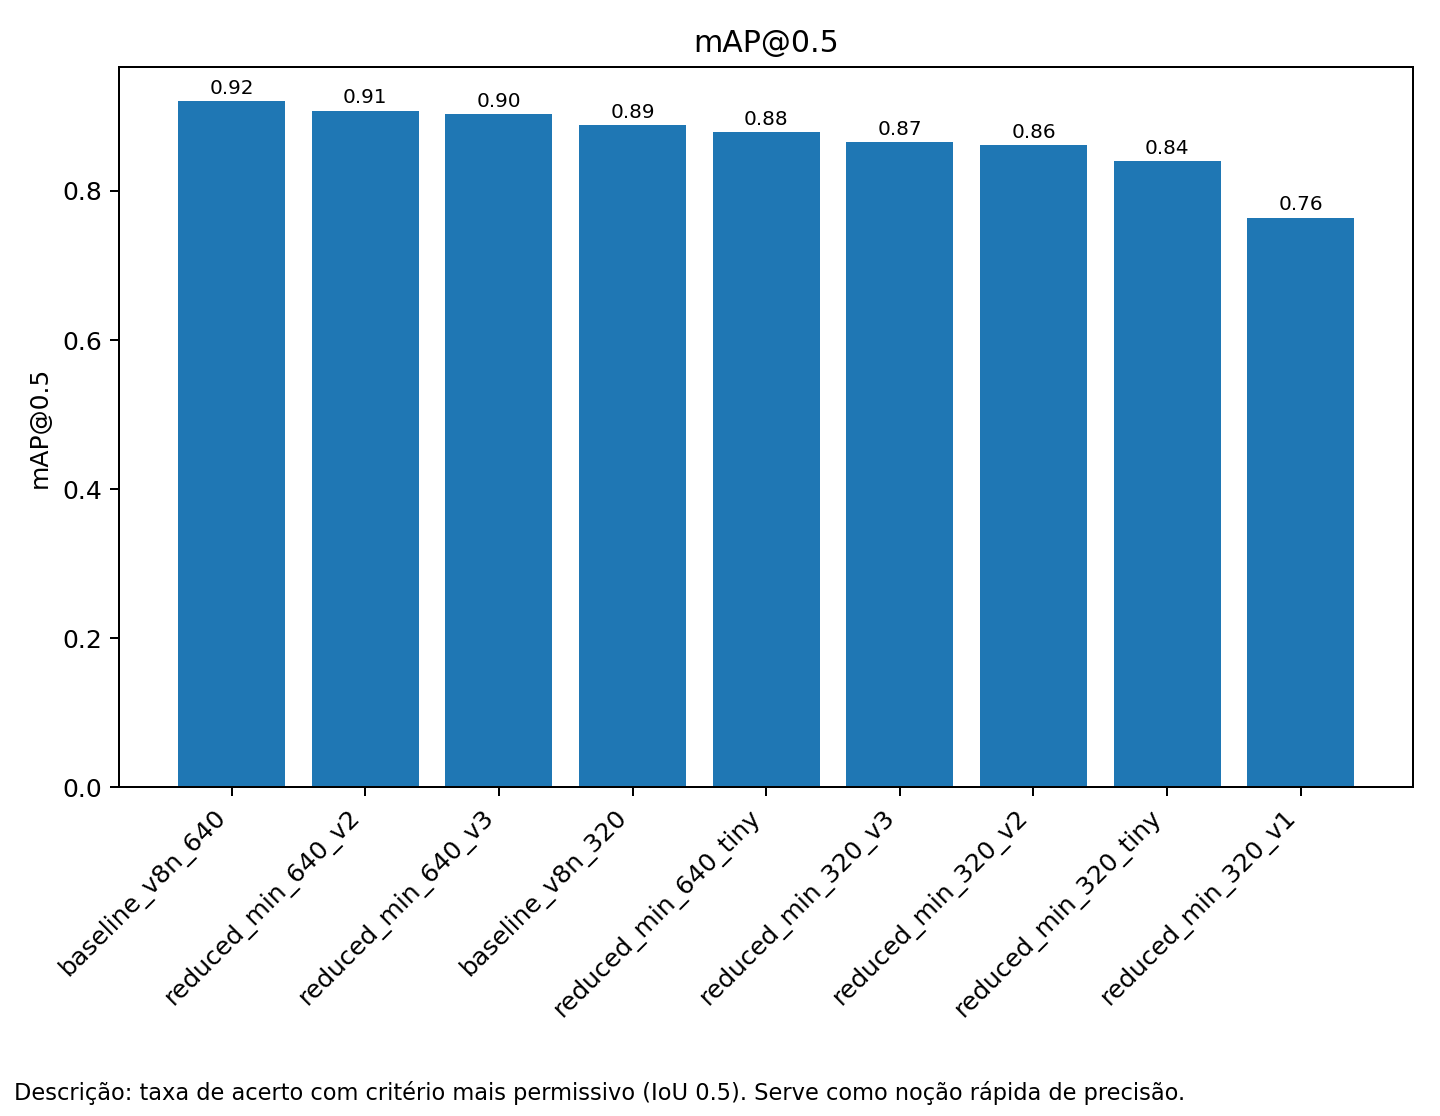 mAP@0.5
0.92
0.91
0.90
0.89
0.88
0.87
0.86
0.84
0.76
mAP@0.5
0.8
0.6
0.4
0.2
0.0
baseline_v8n_640
reduced_min_640_v2
reduced_min_640_v3
baseline_v8n_320
reduced_min_640_tiny
reduced_min_320_v3
reduced_min_320_v2
reduced_min_320_tiny
reduced_min_320_v1
Descrição: taxa de acerto com critério mais permissivo (IoU 0.5). Serve como noção rápida de precisão.